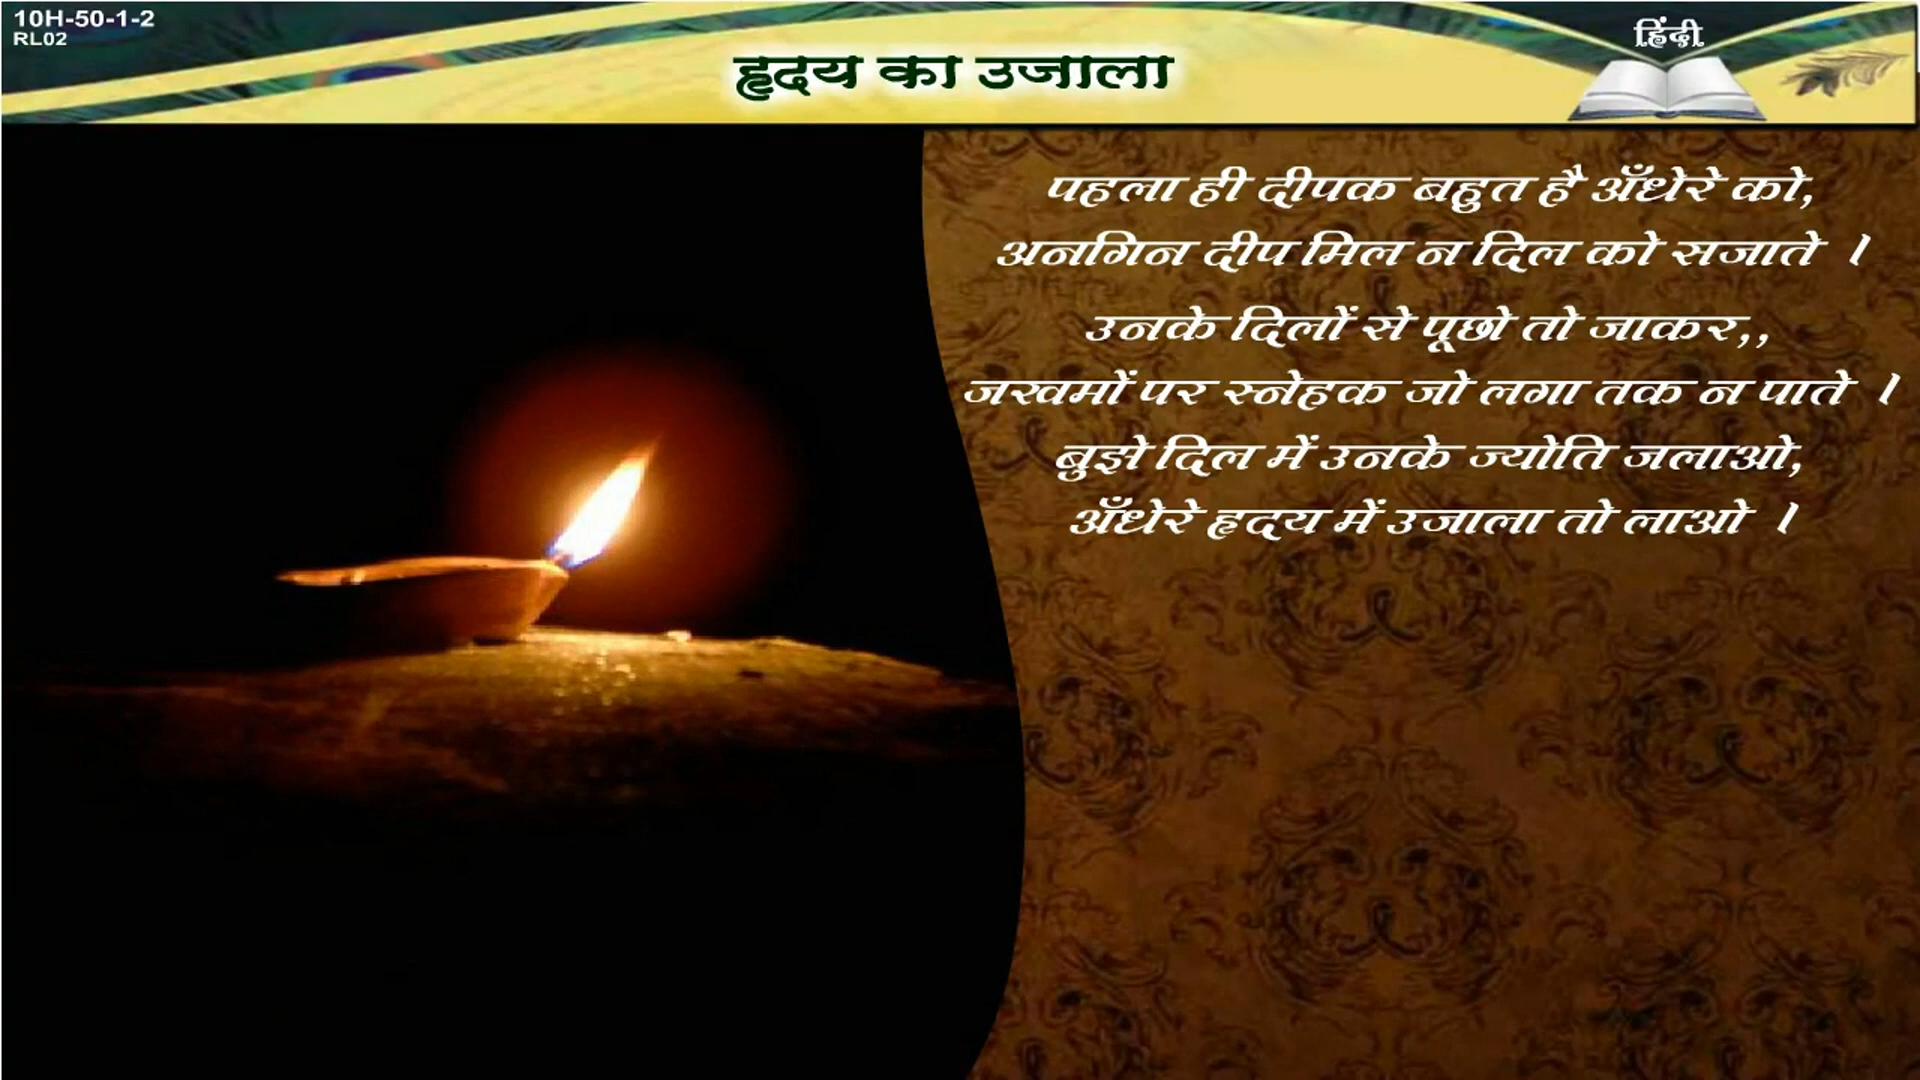 10H-50-1-2
RL02
हिंदी
हृदय का उजाला
पहला ही दीपक बहुत है अँधेरे को,
अनगिन दीप मिल न दिल को सजाते ।
उनके दिलों से पूछो तो जाकर,,
जखमों पर स्नेहक जो लगा तक न पाते ।
बुझे दिल में उनके ज्योति जलाओ,
अँधेरे हृदय में उजाला तो लाओ ।